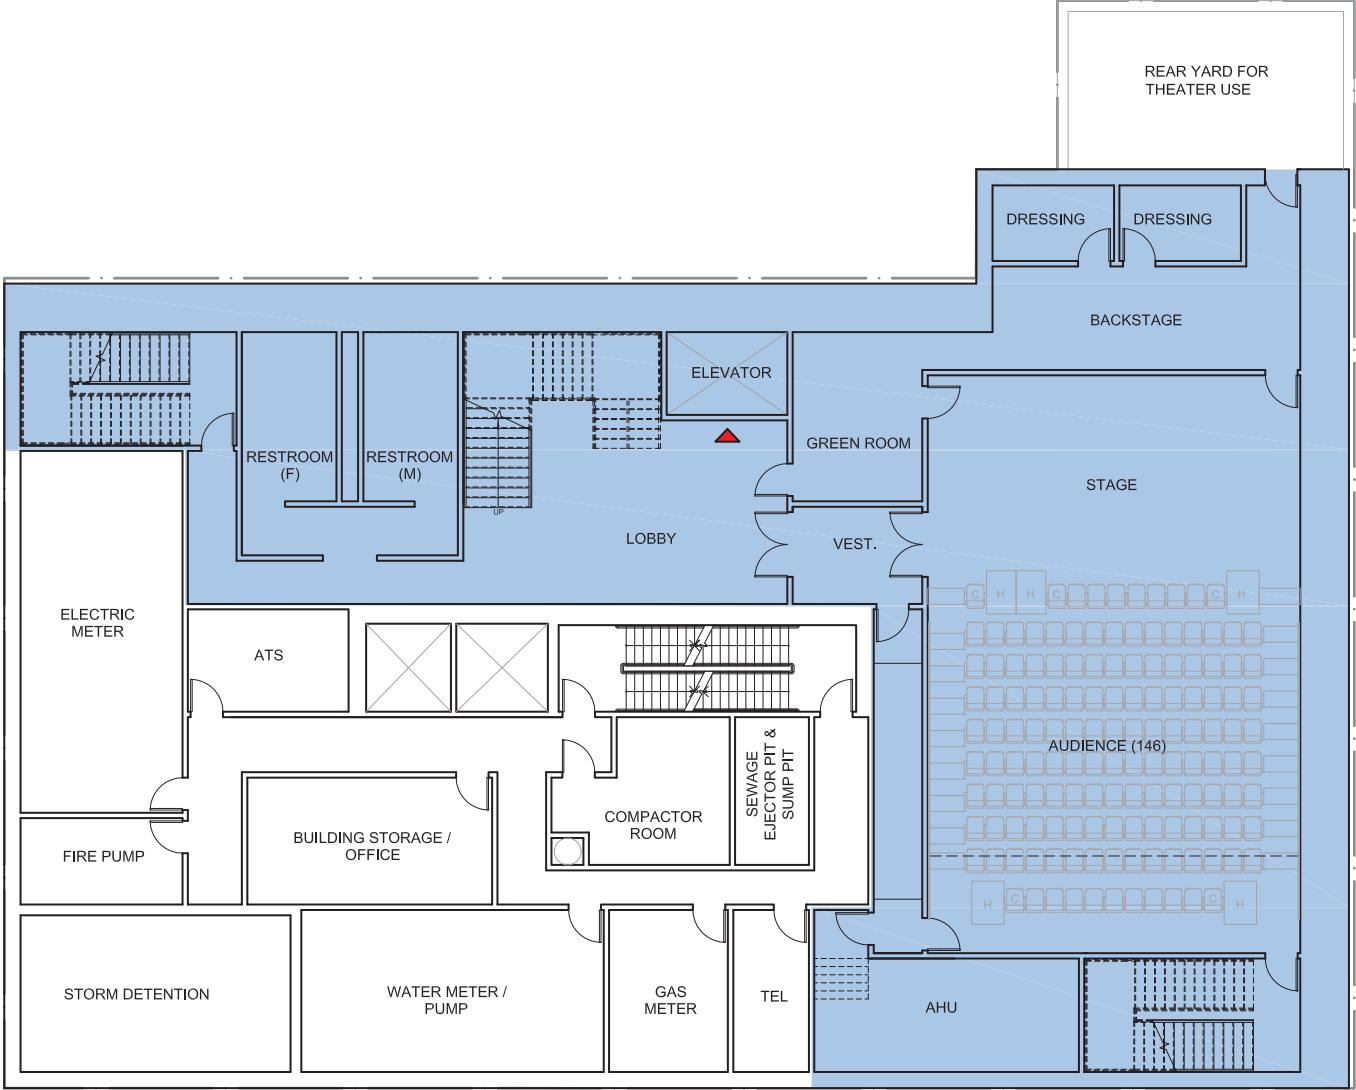 REAR YARD FOR
THEATER USE
DRESSING
DRESSING
BACKSTAGE
ELEVATOR
GREEN ROOM
RESTROOM
(F)
RESTROOM
(M)
STAGE
UP
LOBBY
VEST.
C H H C C H
ELECTRIC
METER
ATS
AUDIENCE (146)
SEWAGE
EJECTOR PIT &
SUMP PIT
COMPACTOR
ROOM
BUILDING STORAGE /
OFFICE
FIRE PUMP
H C C H
STORM DETENTION
WATER METER /
PUMP
GAS
METER
TEL
AHU